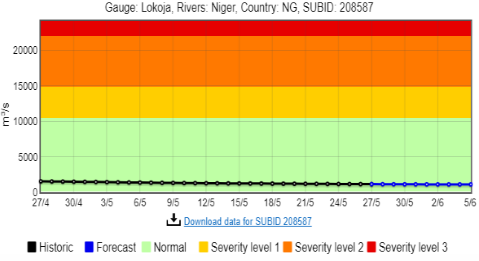 Gauge: Lokoja, Rivers: Niger, Country: NG, SUBID: 208587
20000
15000
10000
5000
0
m³/s
27/4 30/4 3/5 6/5 9/5 12/5 15/5 18/5 21/5 24/5 27/5 30/5 2/6 5/6
Download data for SUBID 208587
Historic Forecast Normal Severity level 1 Severity level 2 Severity level 3